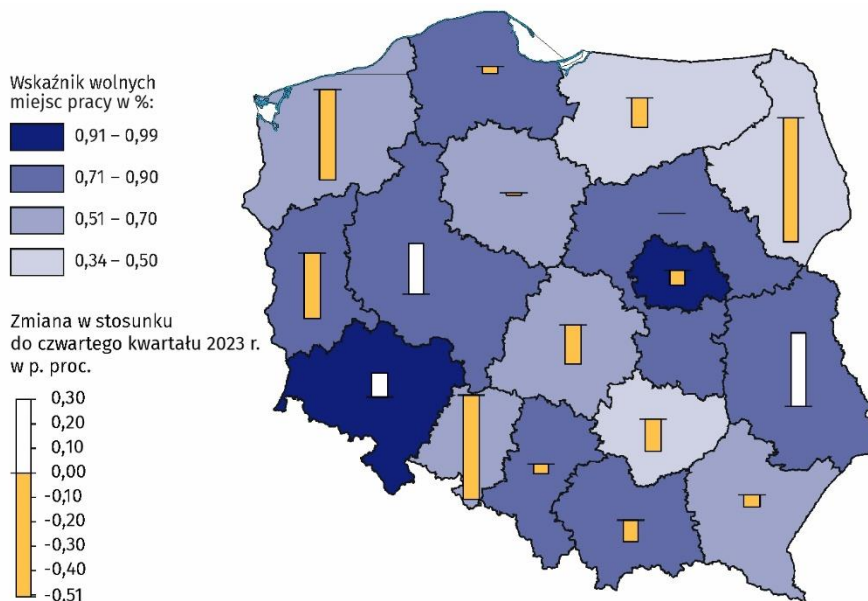 Wskaźnik wolnych
miejsc pracy w %:
0,91 – 0,99
0,71 – 0,90
0,51 – 0,70
0,34 – 0,50
Zmiana w stosunku
do czwartego kwartału 2023 r.
w p. proc.
0,30
0,20
0,10
0,00
-0,10
-0,20
-0,30
-0,40
-0,51